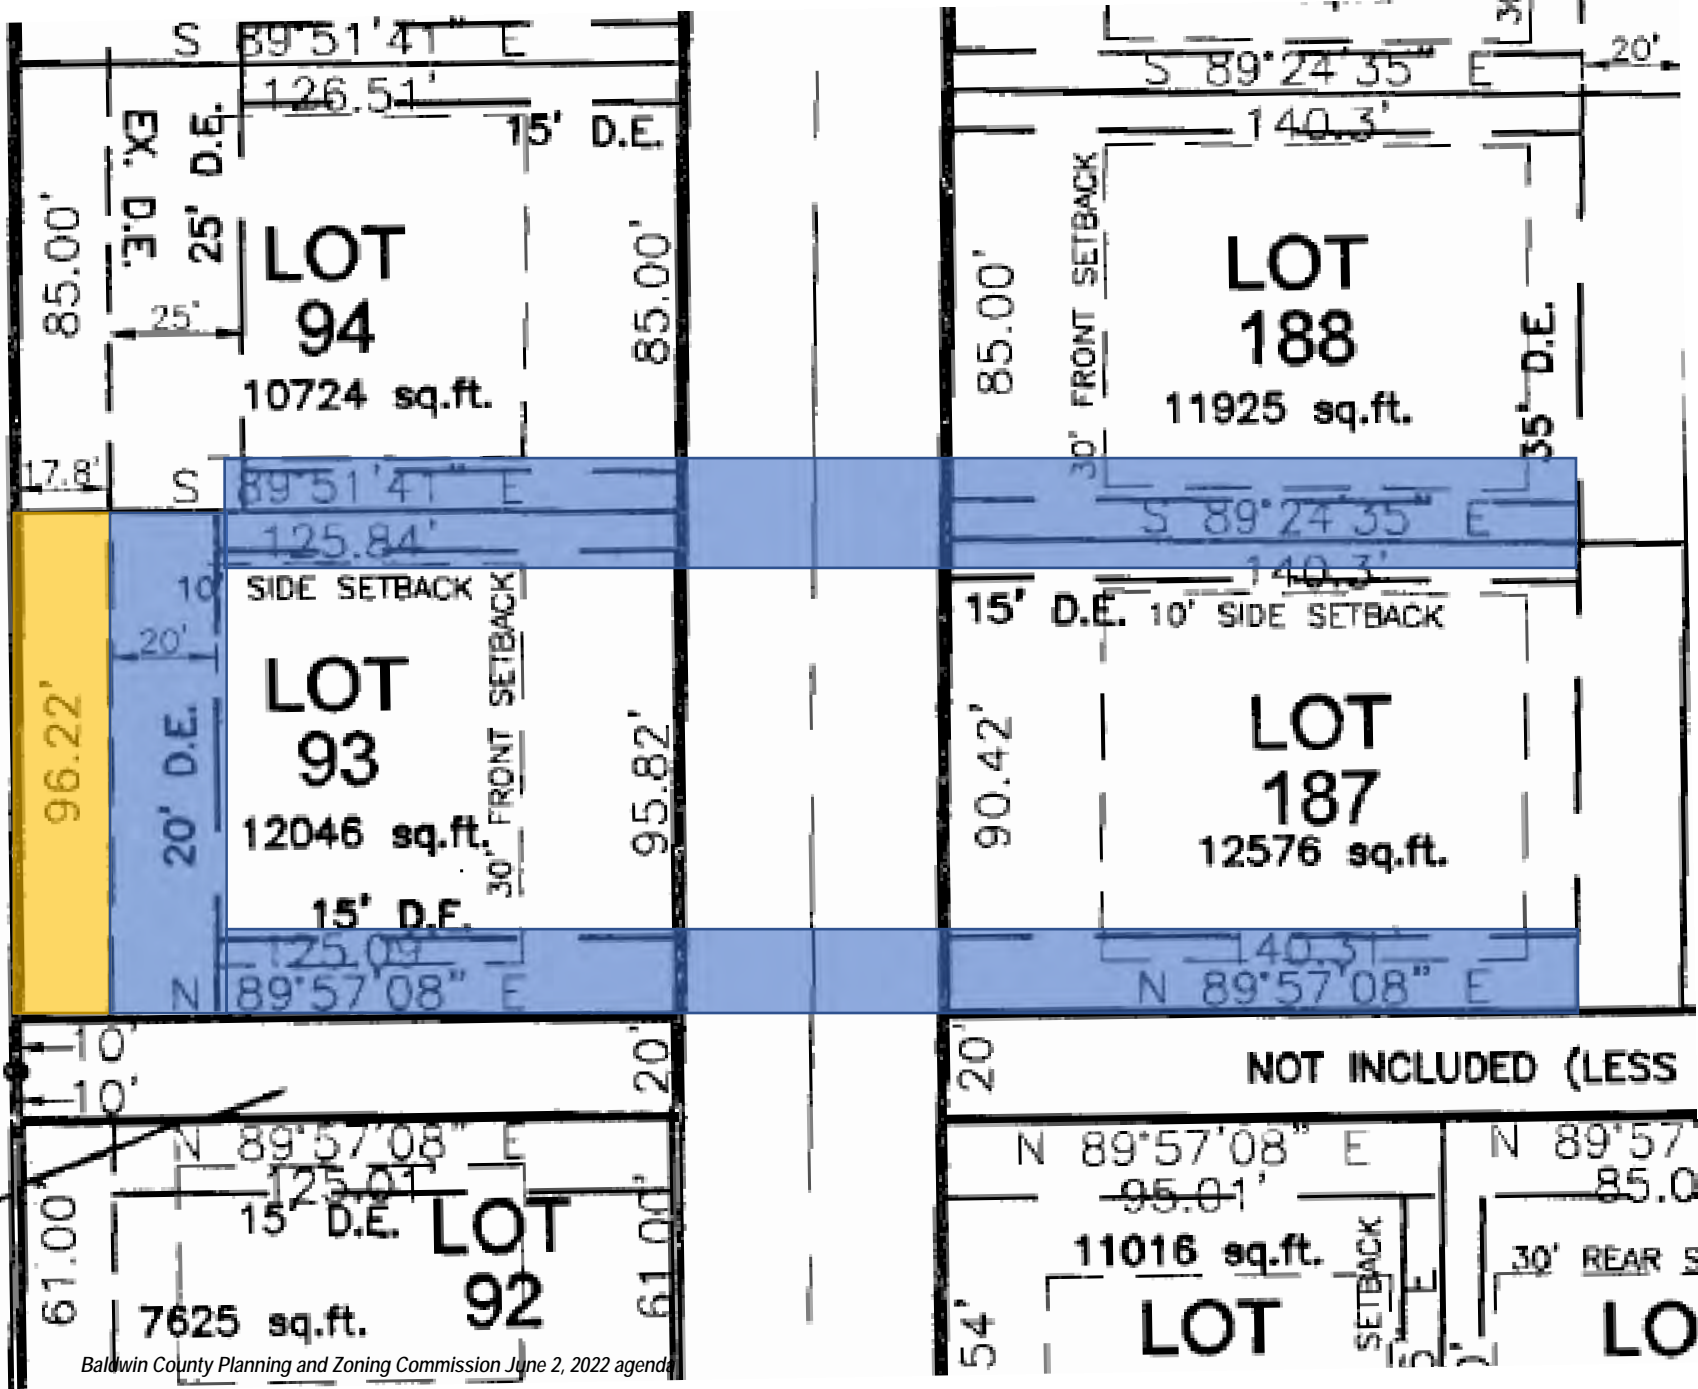 S 89°51'41" E
126.51'
15' D.E.
EX. D.E.
25' D.E.
85.00'
25'
LOT
94
10724 sq.ft.
85.00'
17.8'
S 89°51'41" E
125.84'
10'
SIDE SETBACK
20'
20' D.E.
96.22'
LOT
93
12046 sq.ft.
30' FRONT SETBACK
95.82'
15' D.E.
125.09'
N 89°57'08" E
10'
10'
20'
N 89°57'08" E
15' D.E.
LOT
92
7625 sq.ft.
61.00'
61.00'
Baldwin County Planning and Zoning Commission June 2, 2022 agenda
S 89°24'35" E
20'
140.3'
85.00'
30' FRONT SETBACK
LOT
188
11925 sq.ft.
35' D.E.
S 89°24'35" E
140.3'
15' D.E.
10' SIDE SETBACK
90.42'
LOT
187
12576 sq.ft.
140.31
N 89°57'08" E
20'
NOT INCLUDED (LESS
N 89°57'08" E
95.01'
11016 sq.ft.
LOT
SETBACK
54'
N 89°57
85.0
30' REAR S
LO